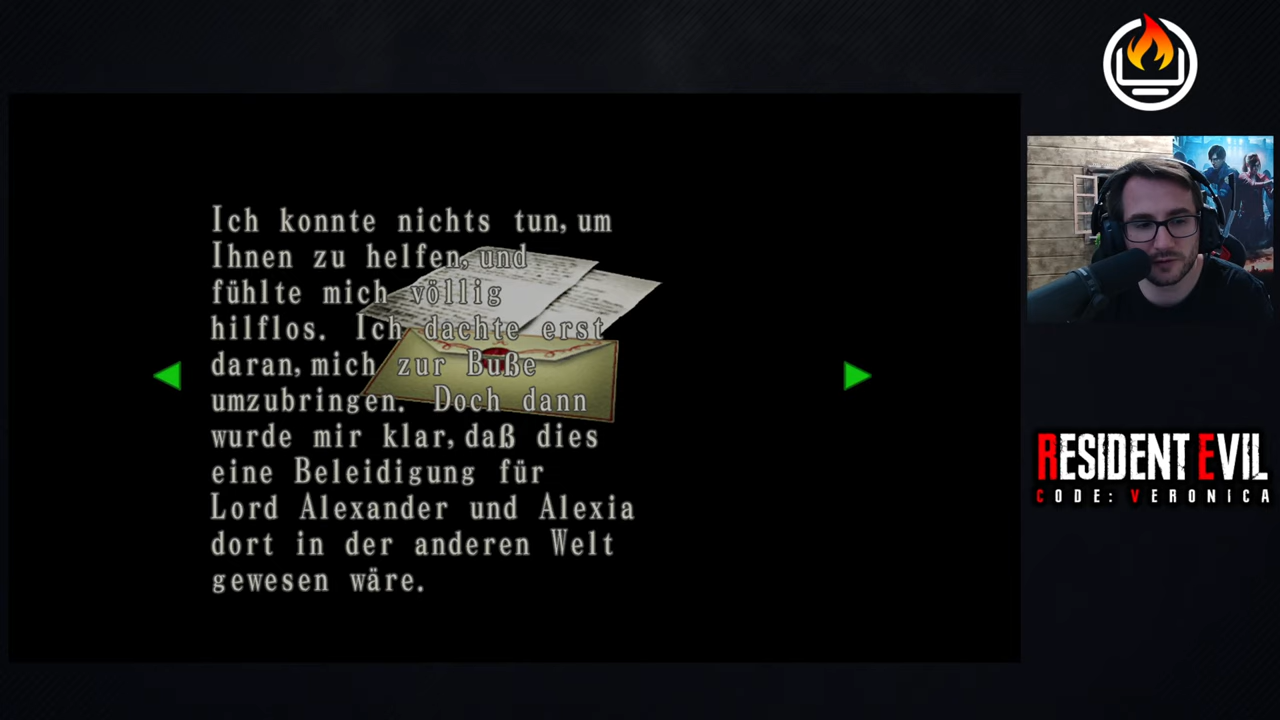 Ich konnte nichts tun, um
Ihnen zu helfen, und
fühlte mich völlig
hilflos. Ich dachte erst
daran, mich zur Buße
umzubringen. Doch dann
wurde mir klar, daß dies
eine Beleidigung für
Lord Alexander und Alexia
dort in der anderen Welt
gewesen wäre.
RESIDENT EVIL
CODE: VERONICA